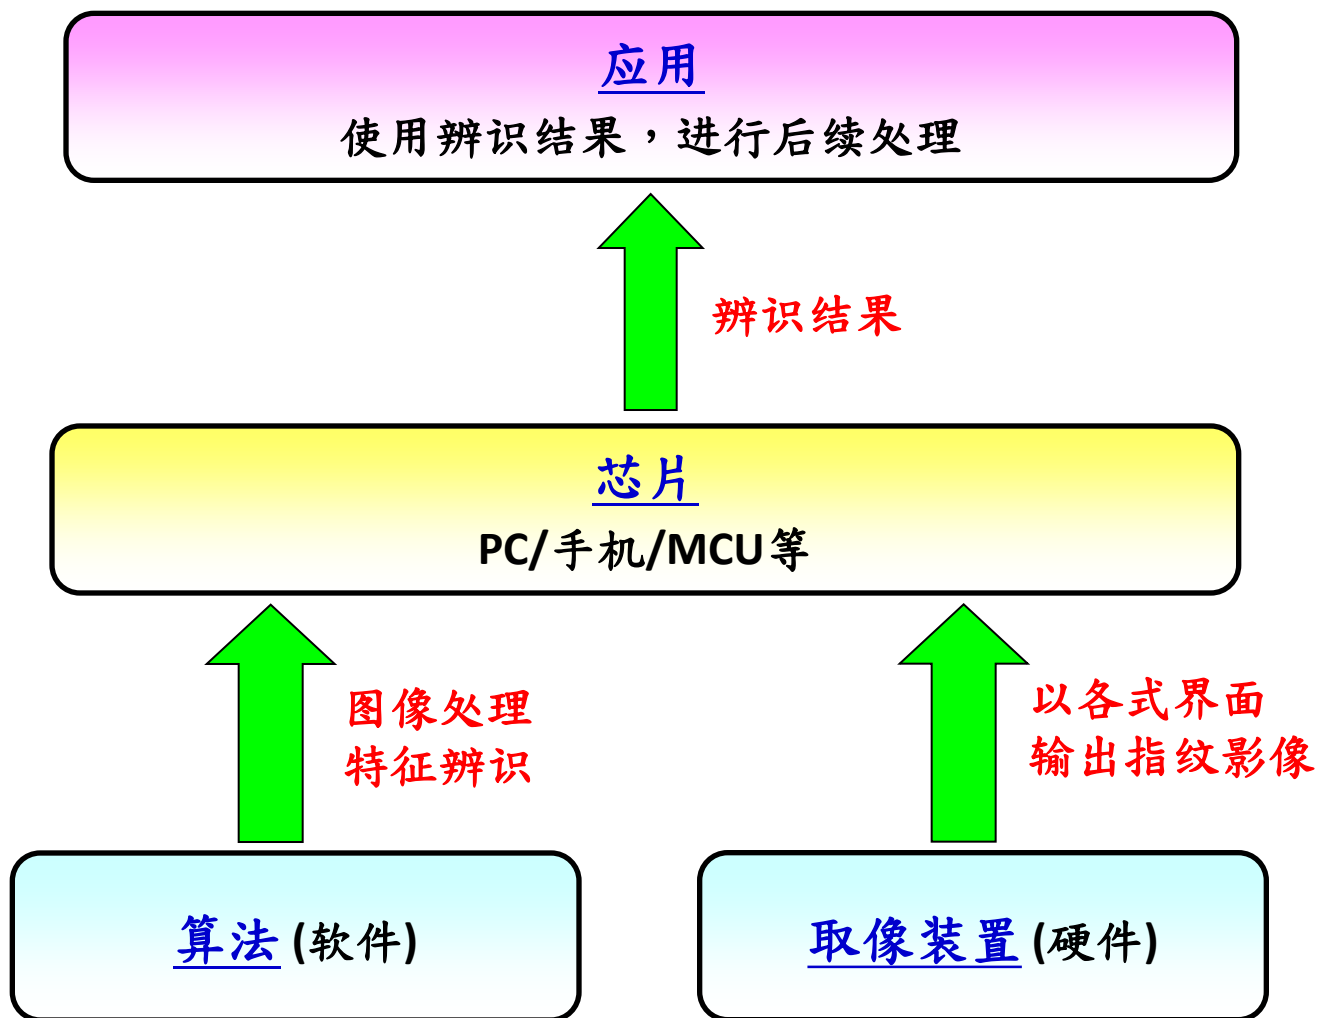 应用
使用辨识结果，进行后续处理
辨识结果
芯片
PC/手机/MCU等
图像处理
特征辨识
以各式界面
输出指纹影像
算法 (软件)
取像装置 (硬件)